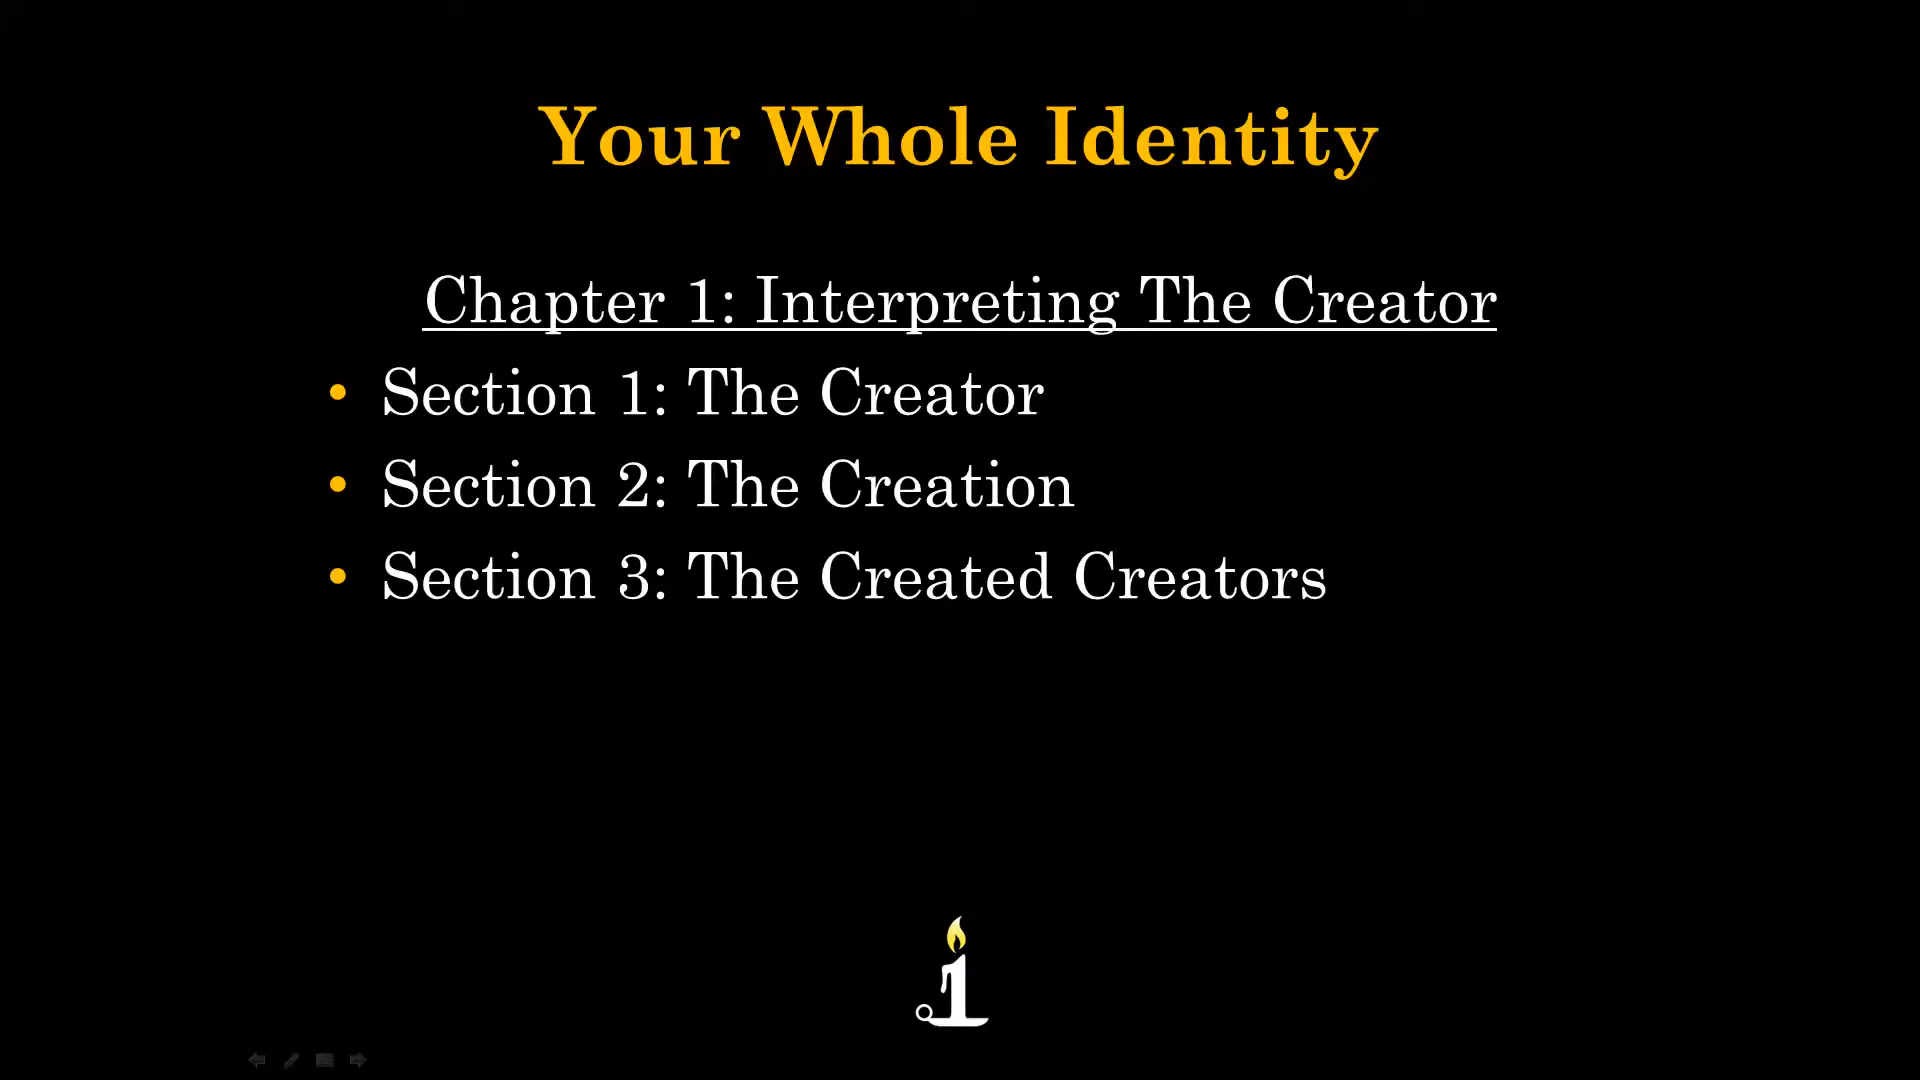 Your Whole Identity
Chapter 1: Interpreting The Creator
• Section 1: The Creator
• Section 2: The Creation
• Section 3: The Created Creators